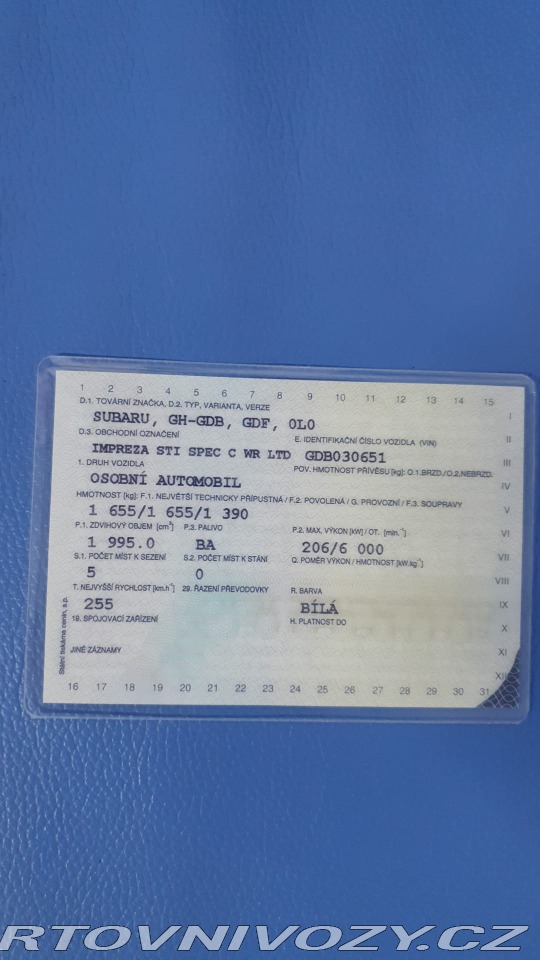 1 2 3 4 5 6 7 8 9 10 11 12 13 14 15
D.1. TOVÁRNÍ ZNAČKA, D.2. TYP, VARIANTA, VERZE
I
SUBARU, GH-GDB, GDF, 0L0
D.3. OBCHODNÍ OZNAČENÍ E. IDENTIFIKAČNÍ ČÍSLO VOZIDLA (VIN)
II
IMPREZA STI SPEC C WR LTD GDB030651
III
1. DRUH VOZIDLA POV. HMOTNOST PŘÍVĚSU [kg]: O.1.BRZD./O.2.NEBRZD.
OSOBNÍ AUTOMOBIL
IV
HMOTNOST [kg]: F.1. NEJVĚTŠÍ TECHNICKY PŘÍPUSTNÁ / F.2. POVOLENÁ / G. PROVOZNÍ / F.3. SOUPRAVY
1 655/1 655/1 390
V
P.1. ZDVIHOVÝ OBJEM [cm³] P.3. PALIVO P.2. MAX. VÝKON [kW] / OT. [min.⁻¹]
VI
1 995.0 BA 206/6 000
S.1. POČET MÍST K SEZENÍ S.2. POČET MÍST K STÁNÍ Q. POMĚR VÝKON / HMOTNOST [kW.kg⁻¹]
VII
5 0
VIII
T. NEJVYŠŠÍ RYCHLOST [km.h⁻¹] 29. ŘAZENÍ PŘEVODOVKY R. BARVA
255 BÍLÁ
IX
19. SPOJOVACÍ ZAŘÍZENÍ H. PLATNOST DO
X
JINÉ ZÁZNAMY
XI
XII
16 17 18 19 20 21 22 23 24 25 26 27 28 29 30 31
Státní tiskárna cenin, s.p.
RTOVNIVOZY.CZ